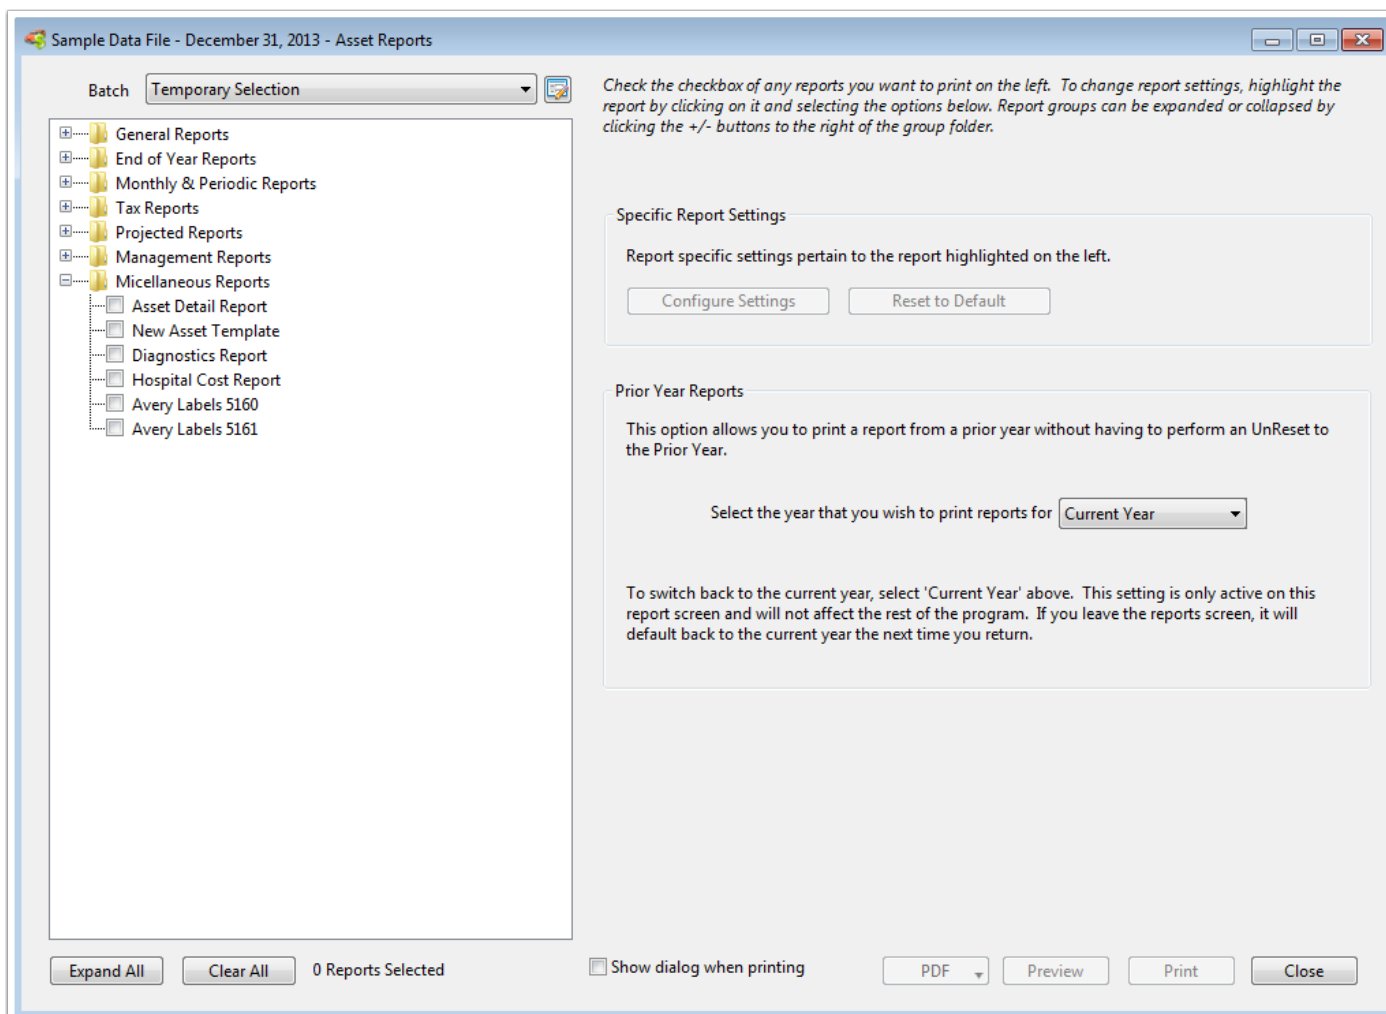 Sample Data File - December 31, 2013 - Asset Reports
Batch
Temporary Selection
General Reports
End of Year Reports
Monthly & Periodic Reports
Tax Reports
Projected Reports
Management Reports
Micellaneous Reports
Asset Detail Report
New Asset Template
Diagnostics Report
Hospital Cost Report
Avery Labels 5160
Avery Labels 5161
Expand All
Clear All
0 Reports Selected
Check the checkbox of any reports you want to print on the left. To change report settings, highlight the
report by clicking on it and selecting the options below. Report groups can be expanded or collapsed by
clicking the +/- buttons to the right of the group folder.
Specific Report Settings
Report specific settings pertain to the report highlighted on the left.
Configure Settings
Reset to Default
Prior Year Reports
This option allows you to print a report from a prior year without having to perform an UnReset to
the Prior Year.
Select the year that you wish to print reports for
Current Year
To switch back to the current year, select 'Current Year' above. This setting is only active on this
report screen and will not affect the rest of the program. If you leave the reports screen, it will
default back to the current year the next time you return.
Show dialog when printing
PDF
Preview
Print
Close